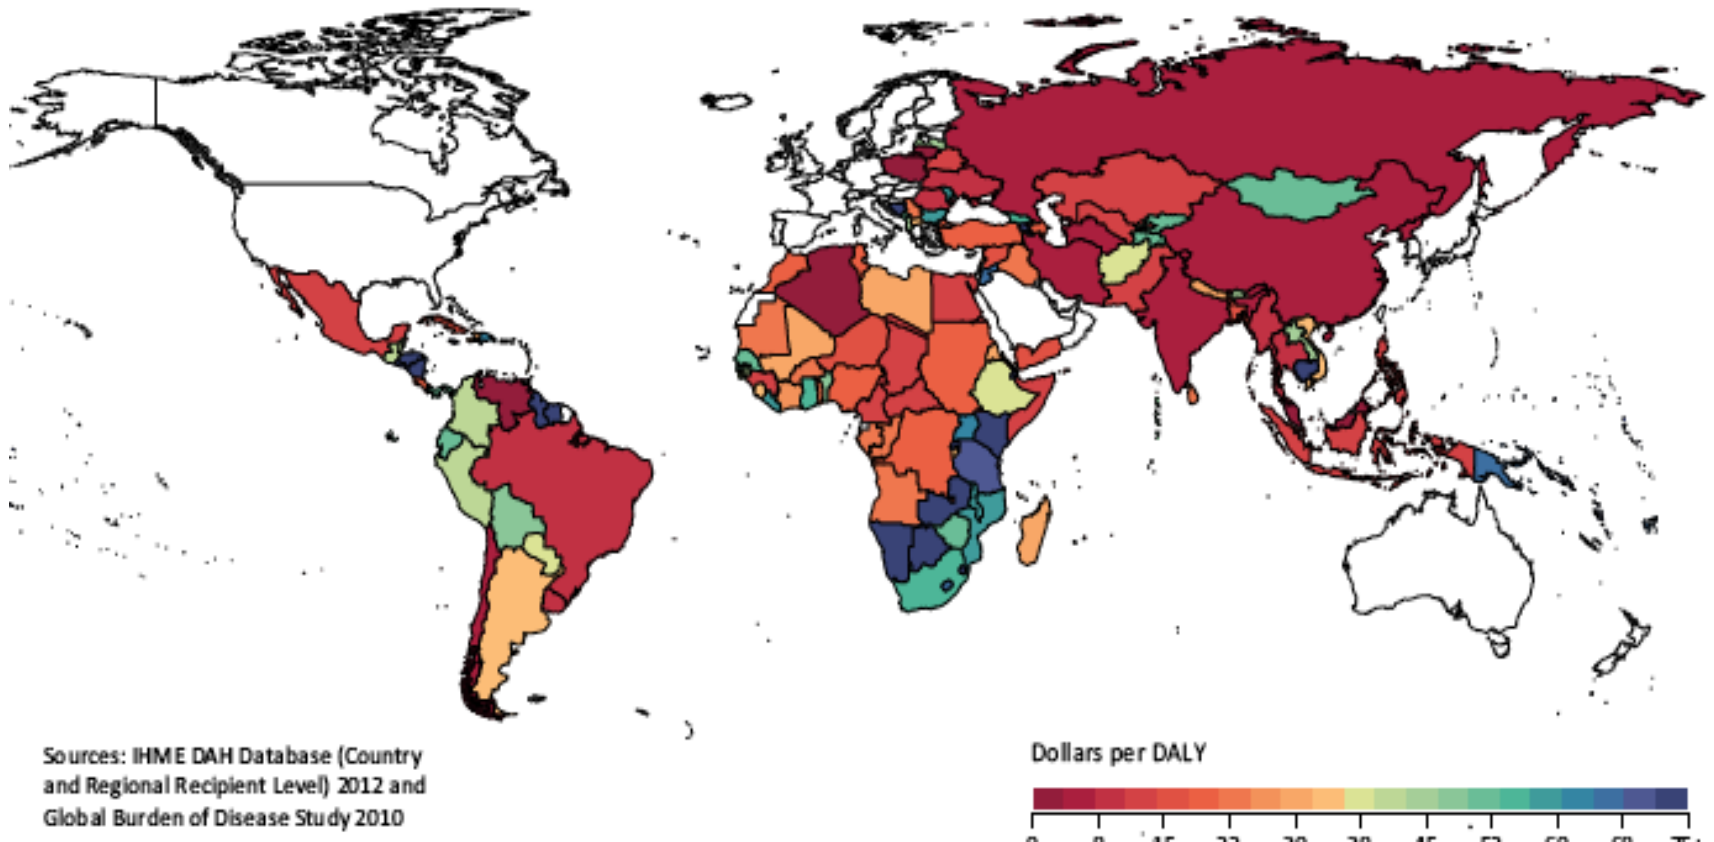 Sources: IHME DAH Database (Country
and Regional Recipient Level) 2012 and
Global Burden of Disease Study 2010
Dollars per DALY